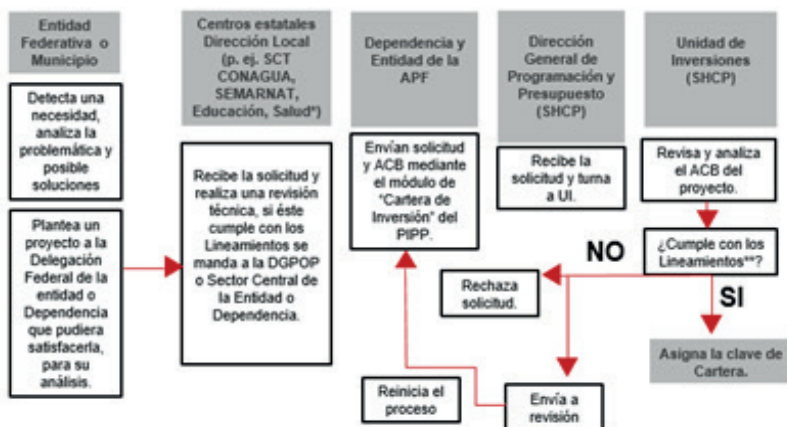 Entidad
Federativa o
Municipio
Detecta una
necesidad,
analiza la
problemática y
posible
soluciones
Plantea un
proyecto a la
Delegación
Federal de la
entidad o
Dependencia
que pudiera
satisfacerla,
para su
análisis.
Centros estatales
Dirección Local
(p. ej. SCT
CONAGUA,
SEMARNAT,
Educación, Salud*)
Recibe la solicitud y
realiza una revisión
técnica, si éste
cumple con los
Lineamientos se
manda a la DGPOP
o Sector Central de
la Entidad o
Dependencia.
Dependencia y
Entidad de la
APF
Envían solicitud
y ACB mediante
el módulo de
"Cartera de
Inversión" del
PIPP.
Reinicia el
proceso
Dirección
General de
Programación y
Presupuesto
(SHCP)
Recibe la
solicitud y turna
a UI.
NO
Rechaza
solicitud.
Envía a
revisión
Unidad de
Inversiones
(SHCP)
Revisa y analiza
el ACB del
proyecto.
¿Cumple con los
Lineamientos**?
SI
Asigna la clave de
Cartera.